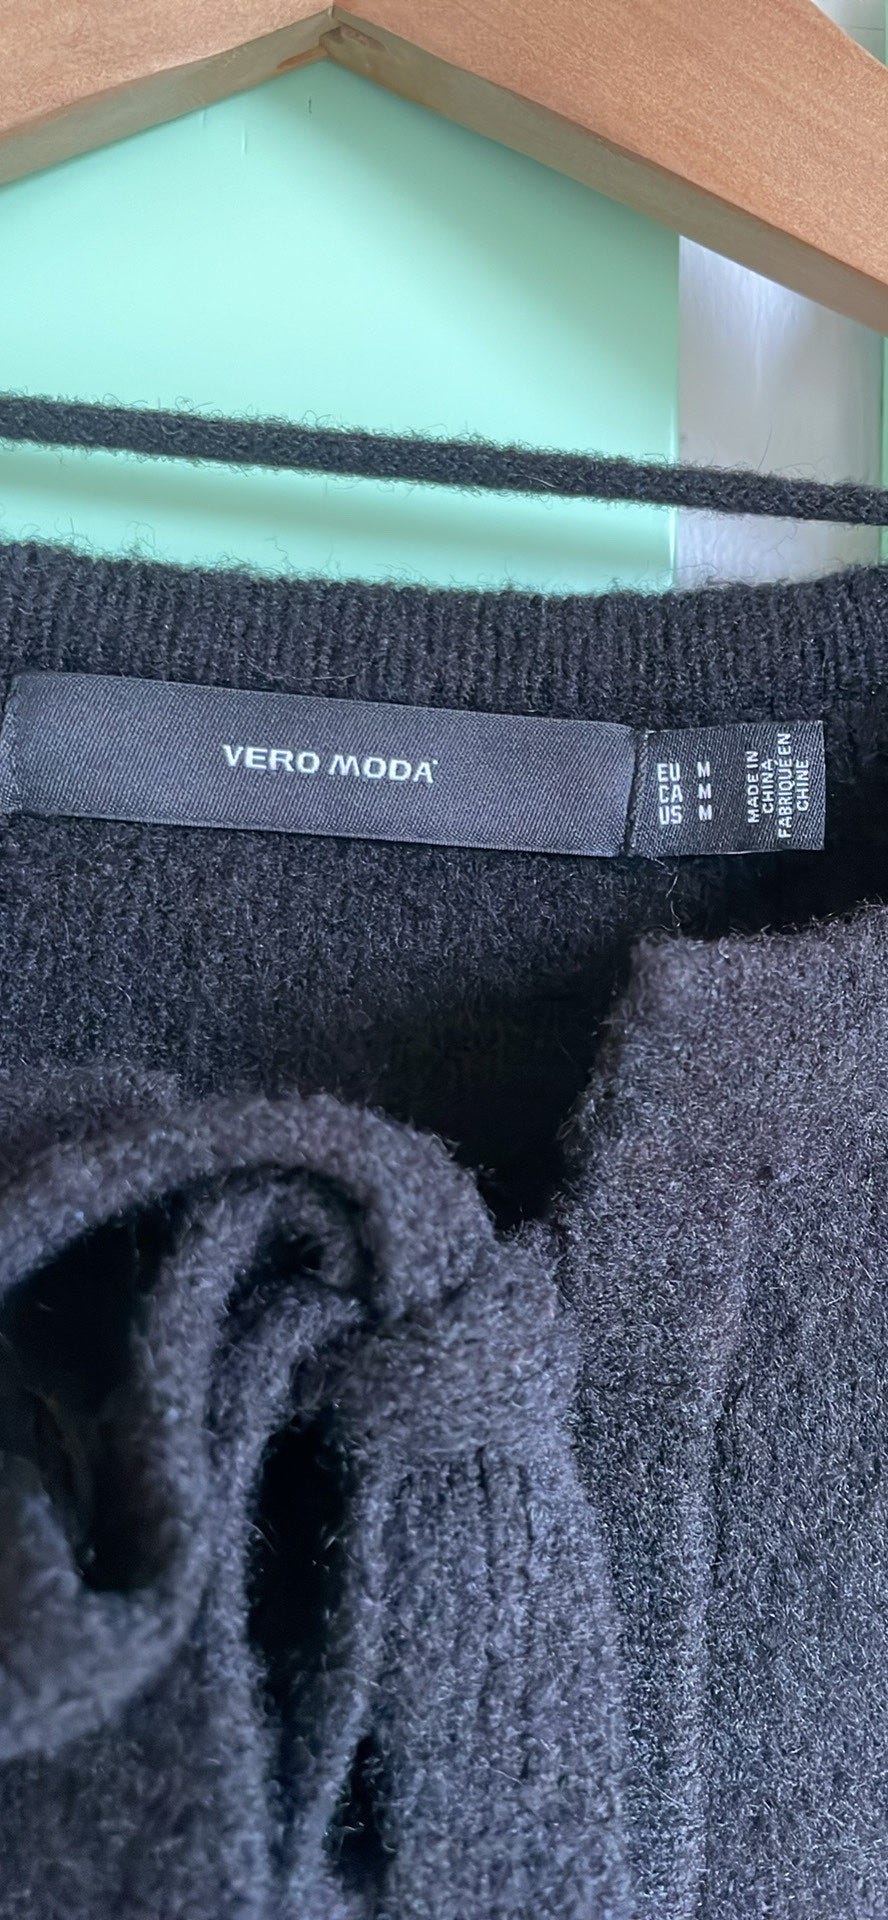 VERO MODA
EU M
CA M
US M
MADE IN
CHINA
FABRIQUÉ EN
CHINE